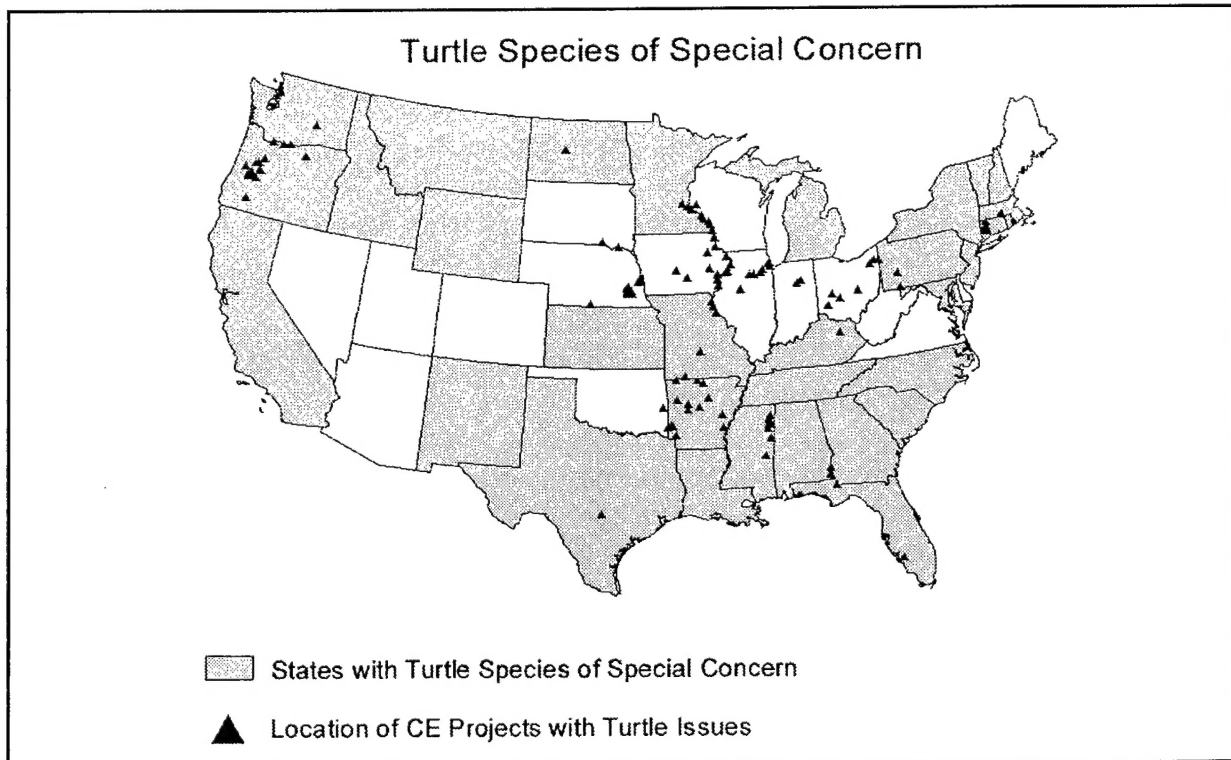 Turtle Species of Special Concern
States with Turtle Species of Special Concern
Location of CE Projects with Turtle Issues